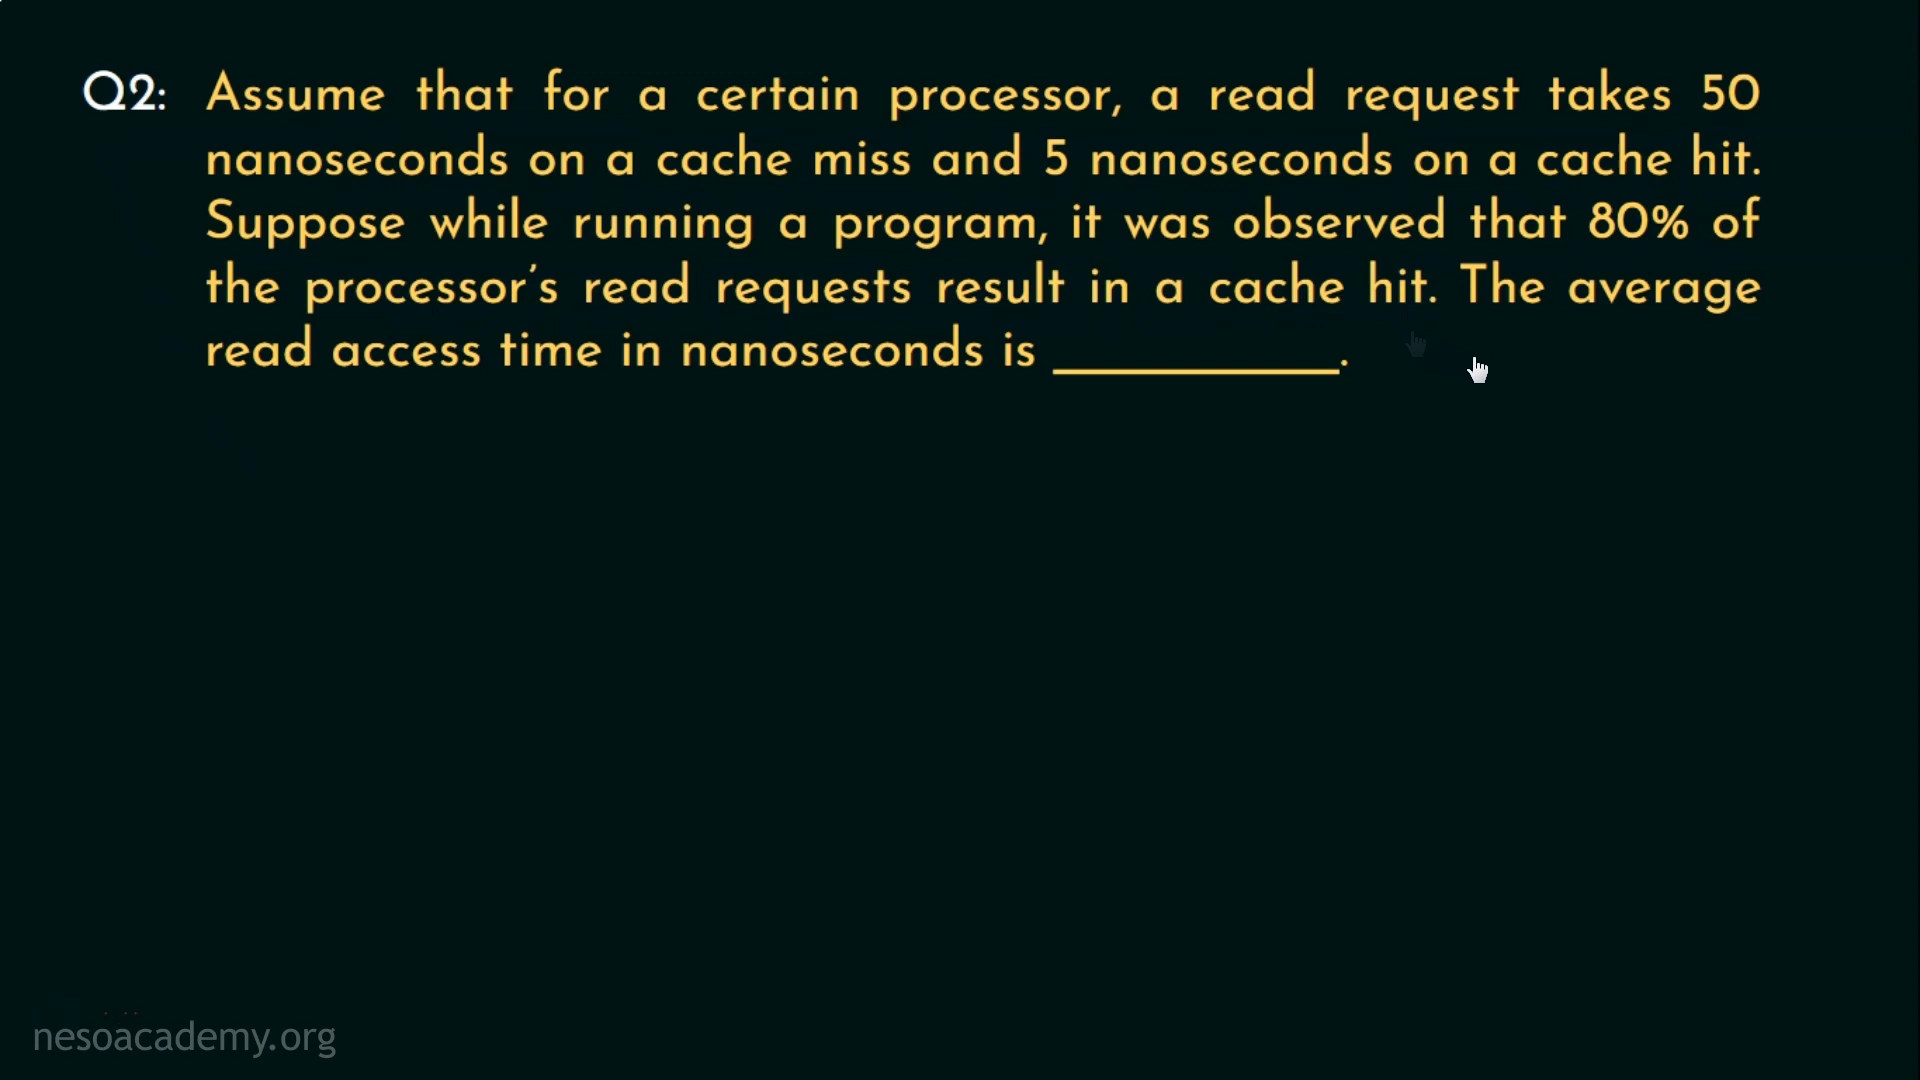 Q2: Assume that for a certain processor, a read request takes 50
nanoseconds on a cache miss and 5 nanoseconds on a cache hit.
Suppose while running a program, it was observed that 80% of
the processor’s read requests result in a cache hit. The average
read access time in nanoseconds is ___________.
nesoacademy.org